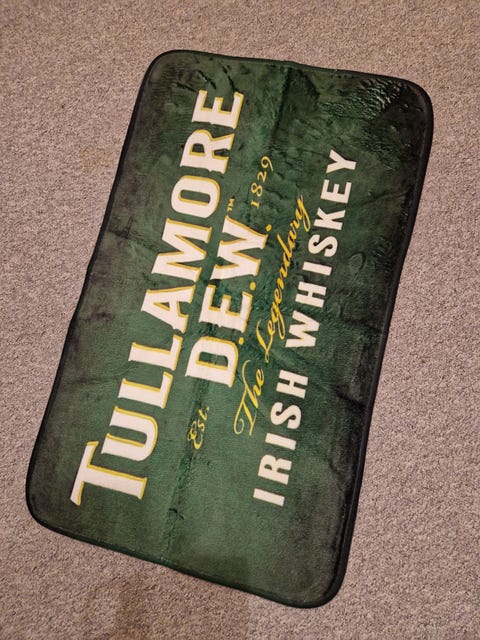 TULLAMORE
Est. D.E.W.™ 1829
The Legendary
IRISH WHISKEY